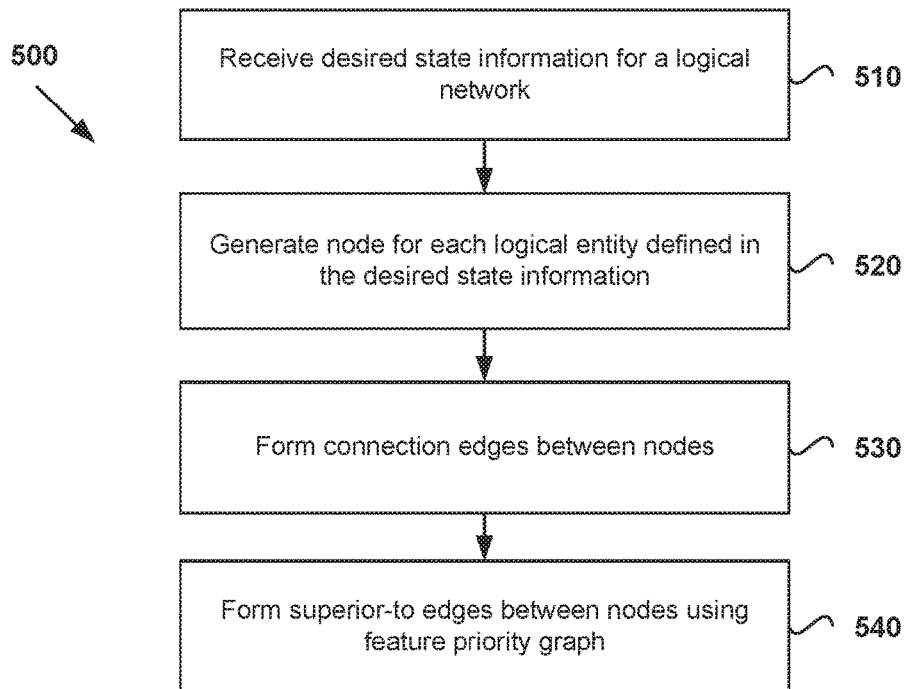 500
Receive desired state information for a logical
network
510
Generate node for each logical entity defined in
the desired state information
520
Form connection edges between nodes
530
Form superior-to edges between nodes using
feature priority graph
540